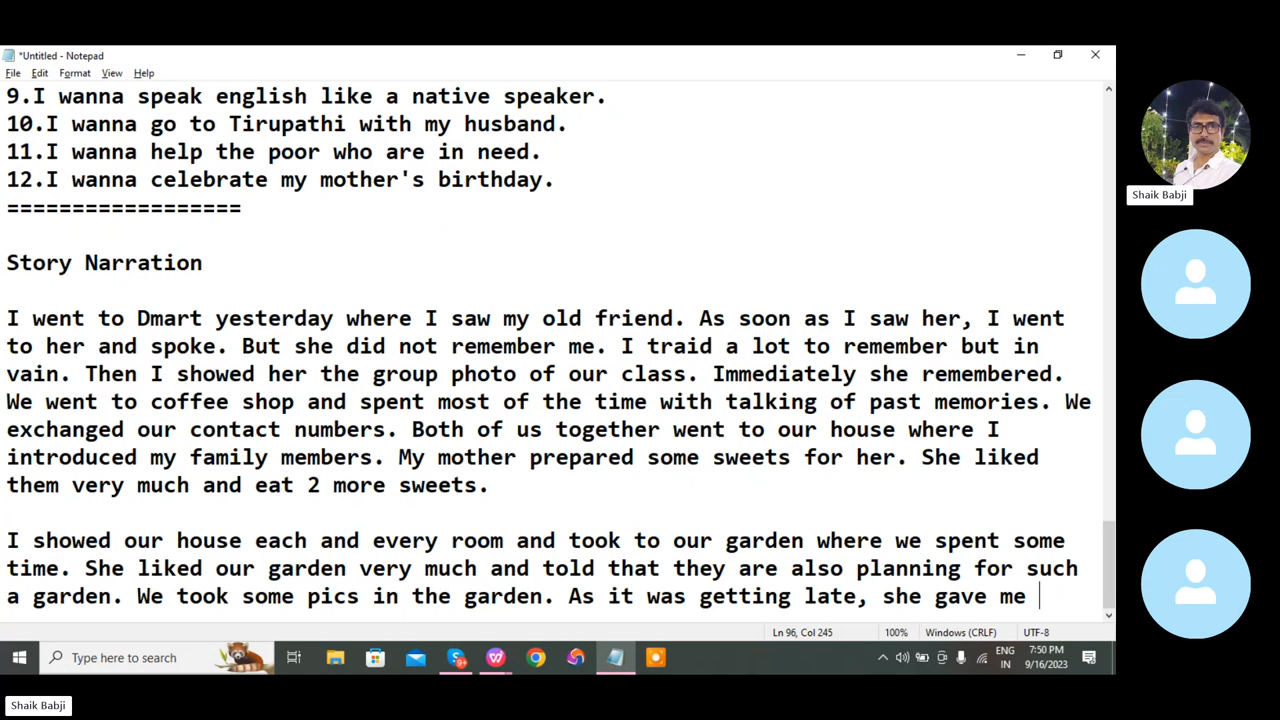 *Untitled - Notepad
File Edit Format View Help
9.I wanna speak english like a native speaker.
10.I wanna go to Tirupathi with my husband.
11.I wanna help the poor who are in need.
12.I wanna celebrate my mother's birthday.
==================
Story Narration
I went to Dmart yesterday where I saw my old friend. As soon as I saw her, I went
to her and spoke. But she did not remember me. I traid a lot to remember but in
vain. Then I showed her the group photo of our class. Immediately she remembered.
We went to coffee shop and spent most of the time with talking of past memories. We
exchanged our contact numbers. Both of us together went to our house where I
introduced my family members. My mother prepared some sweets for her. She liked
them very much and eat 2 more sweets.
I showed our house each and every room and took to our garden where we spent some
time. She liked our garden very much and told that they are also planning for such
a garden. We took some pics in the garden. As it was getting late, she gave me
Ln 96, Col 245 100% Windows (CRLF) UTF-8
Type here to search
ENG
IN
7:50 PM
9/16/2023
Shaik Babji
Shaik Babji